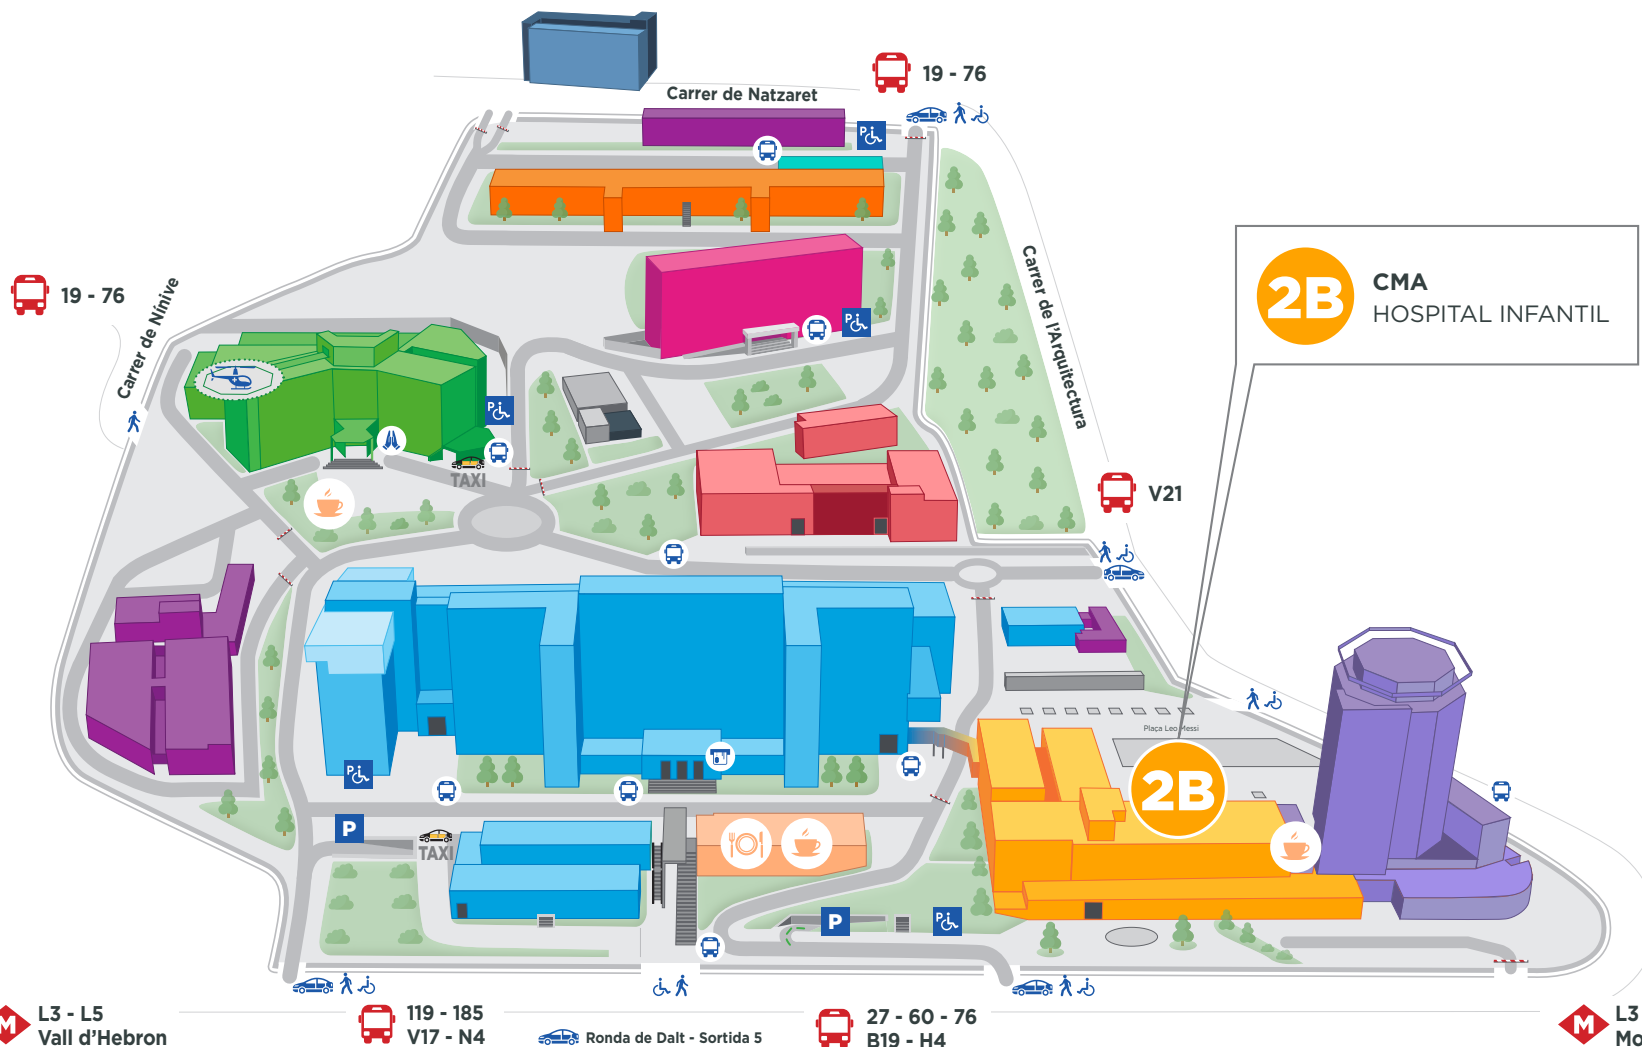 19 - 76
Carrer de Natzaret
P
2B
CMA
HOSPITAL INFANTIL
19 - 76
Carrer de Nínive
Carrer de l'Arquitectura
P
P
TAXI
V21
Plaça Leo Messi
2B
P
P
TAXI
P
P
M
L3 - L5
Vall d'Hebron
119 - 185
V17 - N4
Ronda de Dalt - Sortida 5
27 - 60 - 76
B19 - H4
M
L3